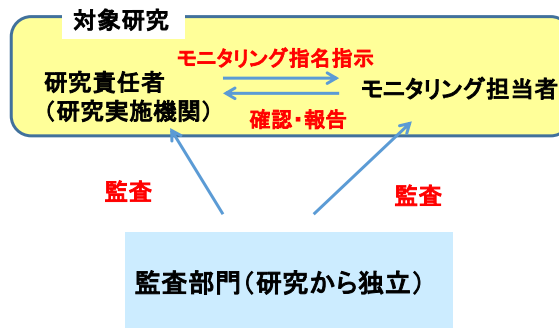 対象研究
モニタリング指名指示
研究責任者
（研究実施機関）
モニタリング担当者
確認・報告
監査
監査
監査部門（研究から独立）